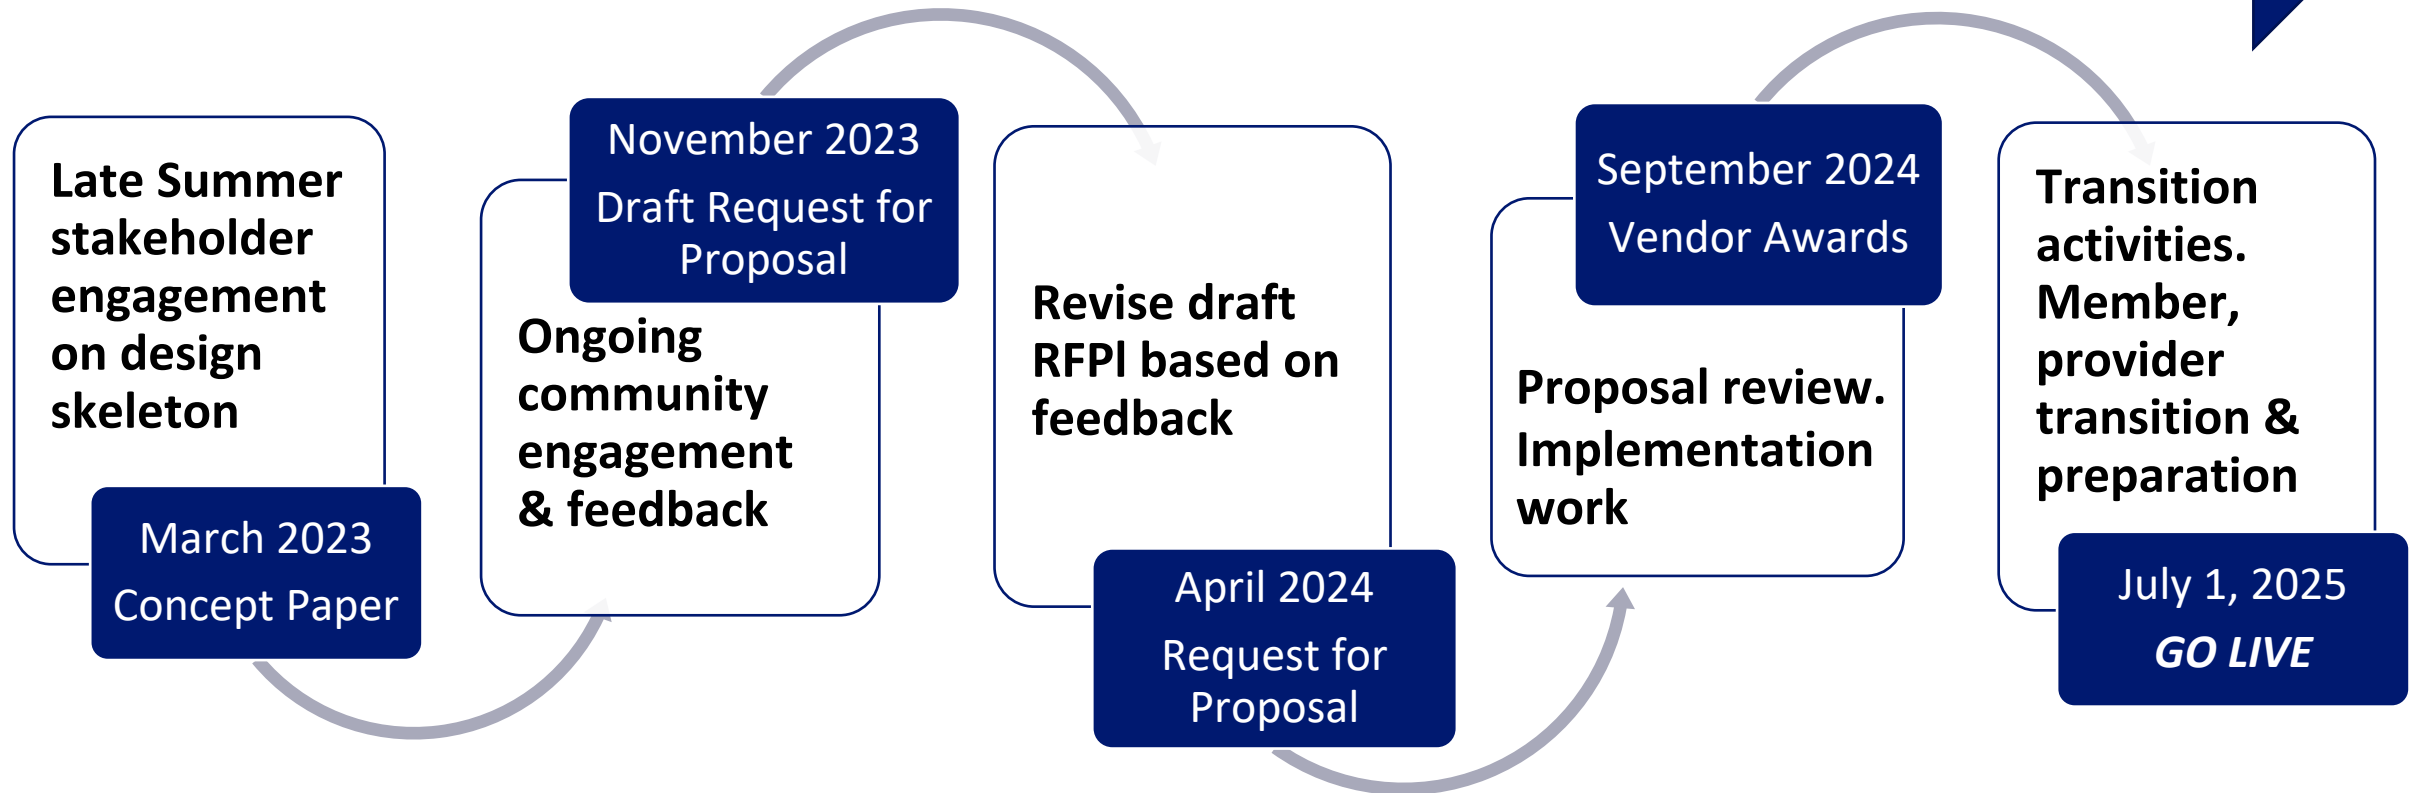 Late Summer
stakeholder
engagement
on design
skeleton
March 2023
Concept Paper
November 2023
Draft Request for
Proposal
Ongoing
community
engagement
& feedback
Revise draft
RFPl based on
feedback
April 2024
Request for
Proposal
September 2024
Vendor Awards
Proposal review.
Implementation
work
Transition
activities.
Member,
provider
transition &
preparation
July 1, 2025
GO LIVE